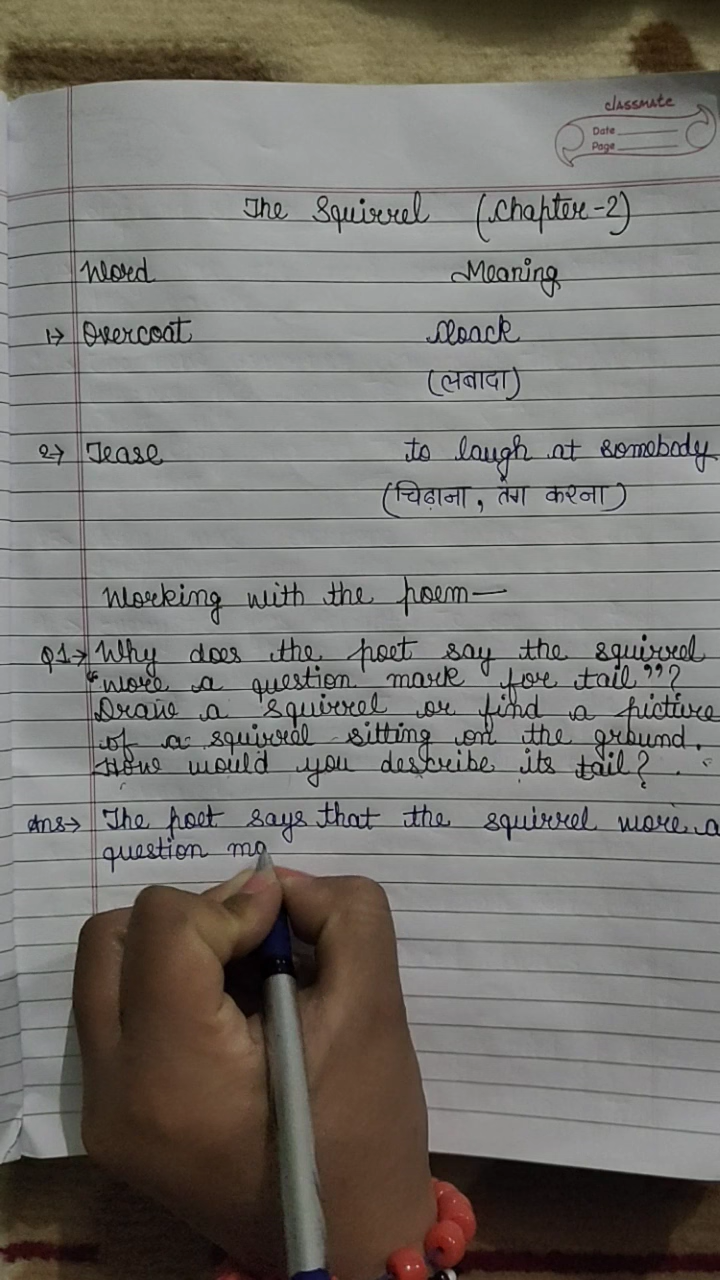 classmate
Date
Page
The Squirrel (Chapter-2)
Word Meaning
1→ Overcoat cloack
(लबादा)
2→ Tease to laugh at somebody
(चिढ़ाना, तंग करना)
Working with the poem—
Q1→ Why does the poet say the squirrel
"wore a question mark for tail"?
Draw a squirrel or find a picture
of a squirrel sitting on the ground.
How would you describe its tail?
Ans→ The poet says that the squirrel wore a
question ma